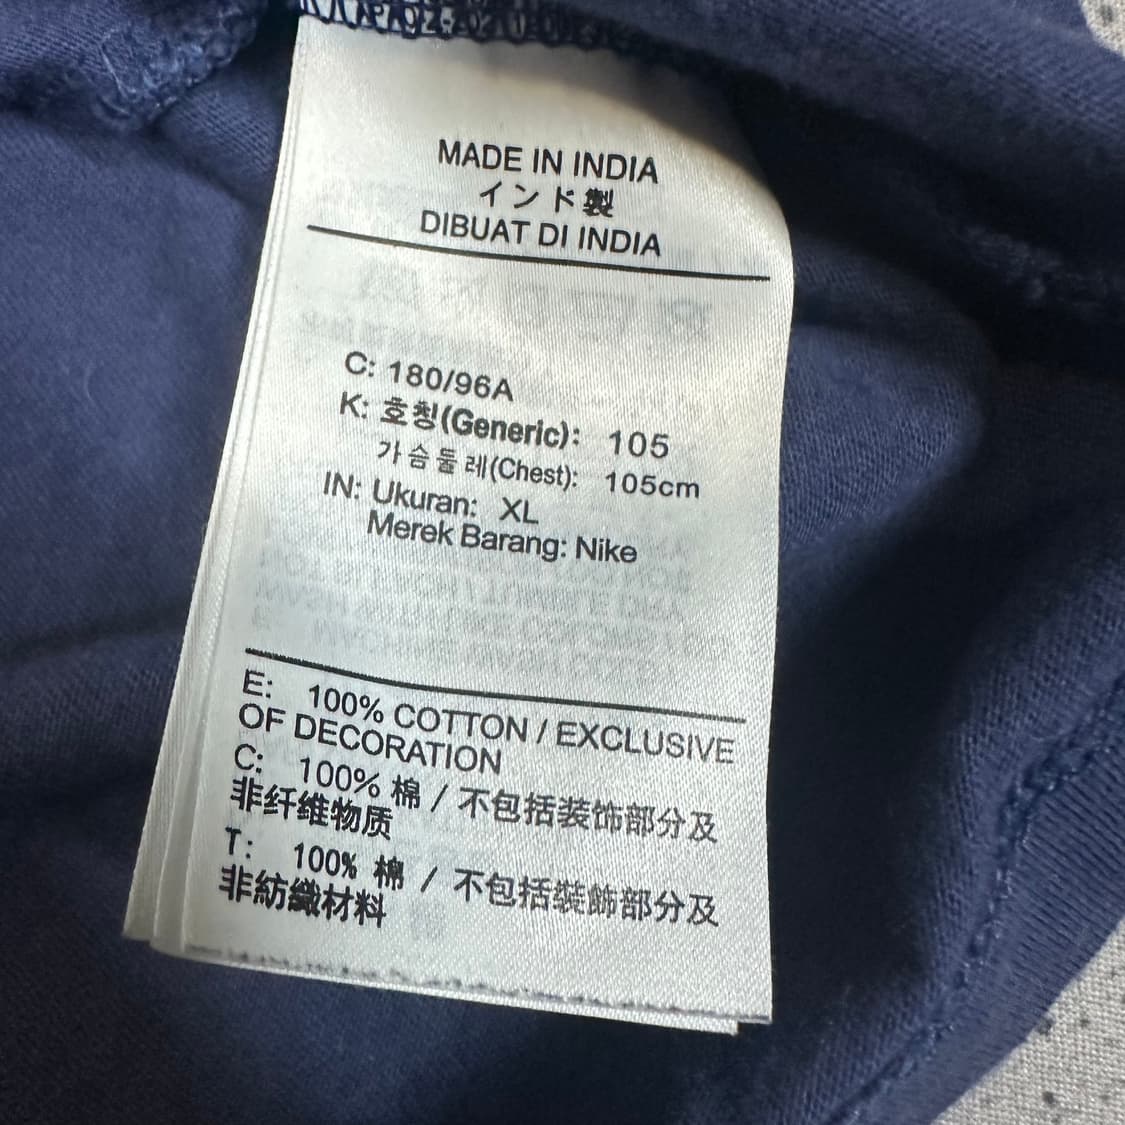 MADE IN INDIA
インド製
DIBUAT DI INDIA
C: 180/96A
K: 호칭(Generic): 105
가슴둘레(Chest): 105cm
IN: Ukuran: XL
Merek Barang: Nike
E: 100% COTTON / EXCLUSIVE
OF DECORATION
C: 100% 棉 / 不包括装饰部分及
非纤维物质
T: 100% 棉 / 不包括裝飾部分及
非紡織材料